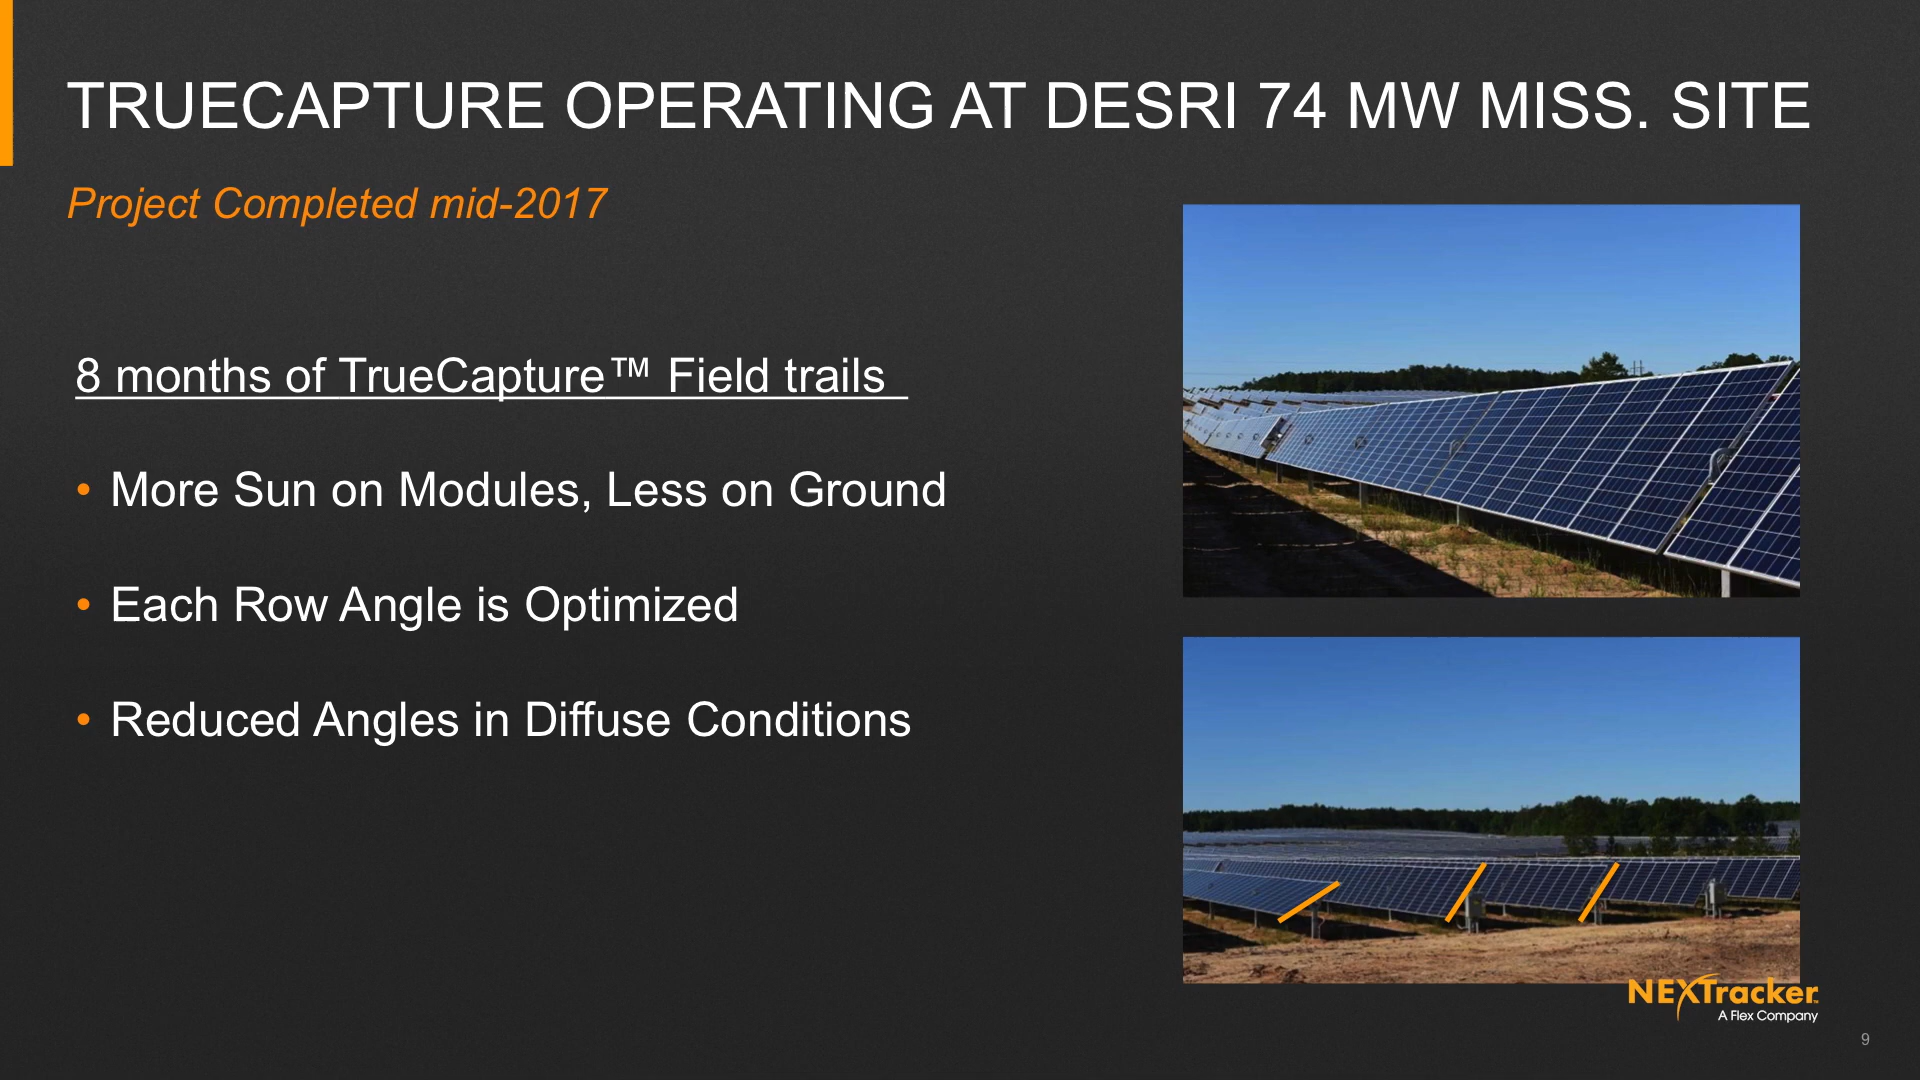 TRUECAPTURE OPERATING AT DESRI 74 MW MISS. SITE
Project Completed mid-2017
8 months of TrueCapture™ Field trails
• More Sun on Modules, Less on Ground
• Each Row Angle is Optimized
• Reduced Angles in Diffuse Conditions
NEXTracker™
A Flex Company
9